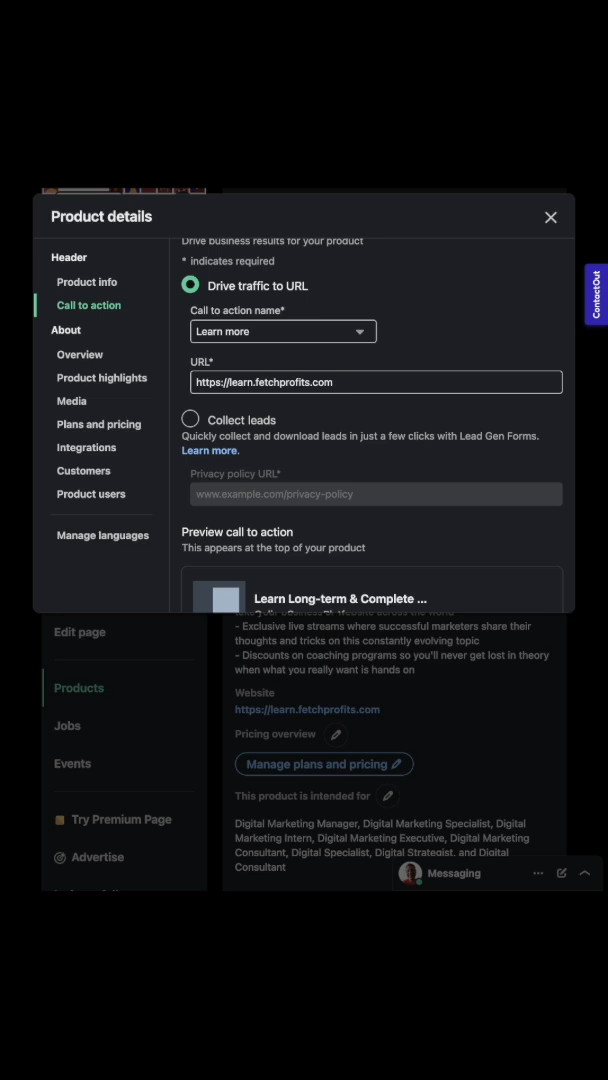 Product details
Header
Product info
Call to action
About
Overview
Product highlights
Media
Plans and pricing
Integrations
Customers
Product users
Manage languages
Drive business results for your product
* indicates required
Drive traffic to URL
Call to action name*
Learn more
URL*
https://learn.fetchprofits.com
Collect leads
Quickly collect and download leads in just a few clicks with Lead Gen Forms.
Learn more.
Privacy policy URL*
www.example.com/privacy-policy
Preview call to action
This appears at the top of your product
Learn Long-term & Complete ...
ContactOut
Edit page
Products
Jobs
Events
Try Premium Page
Advertise
- Exclusive live streams where successful marketers share their
thoughts and tricks on this constantly evolving topic
- Discounts on coaching programs so you'll never get lost in theory
when what you really want is hands on
Website
https://learn.fetchprofits.com
Pricing overview
Manage plans and pricing
This product is intended for
Digital Marketing Manager, Digital Marketing Specialist, Digital
Marketing Intern, Digital Marketing Executive, Digital Marketing
Consultant, Digital Specialist, Digital Strategist, and Digital
Consultant
Messaging